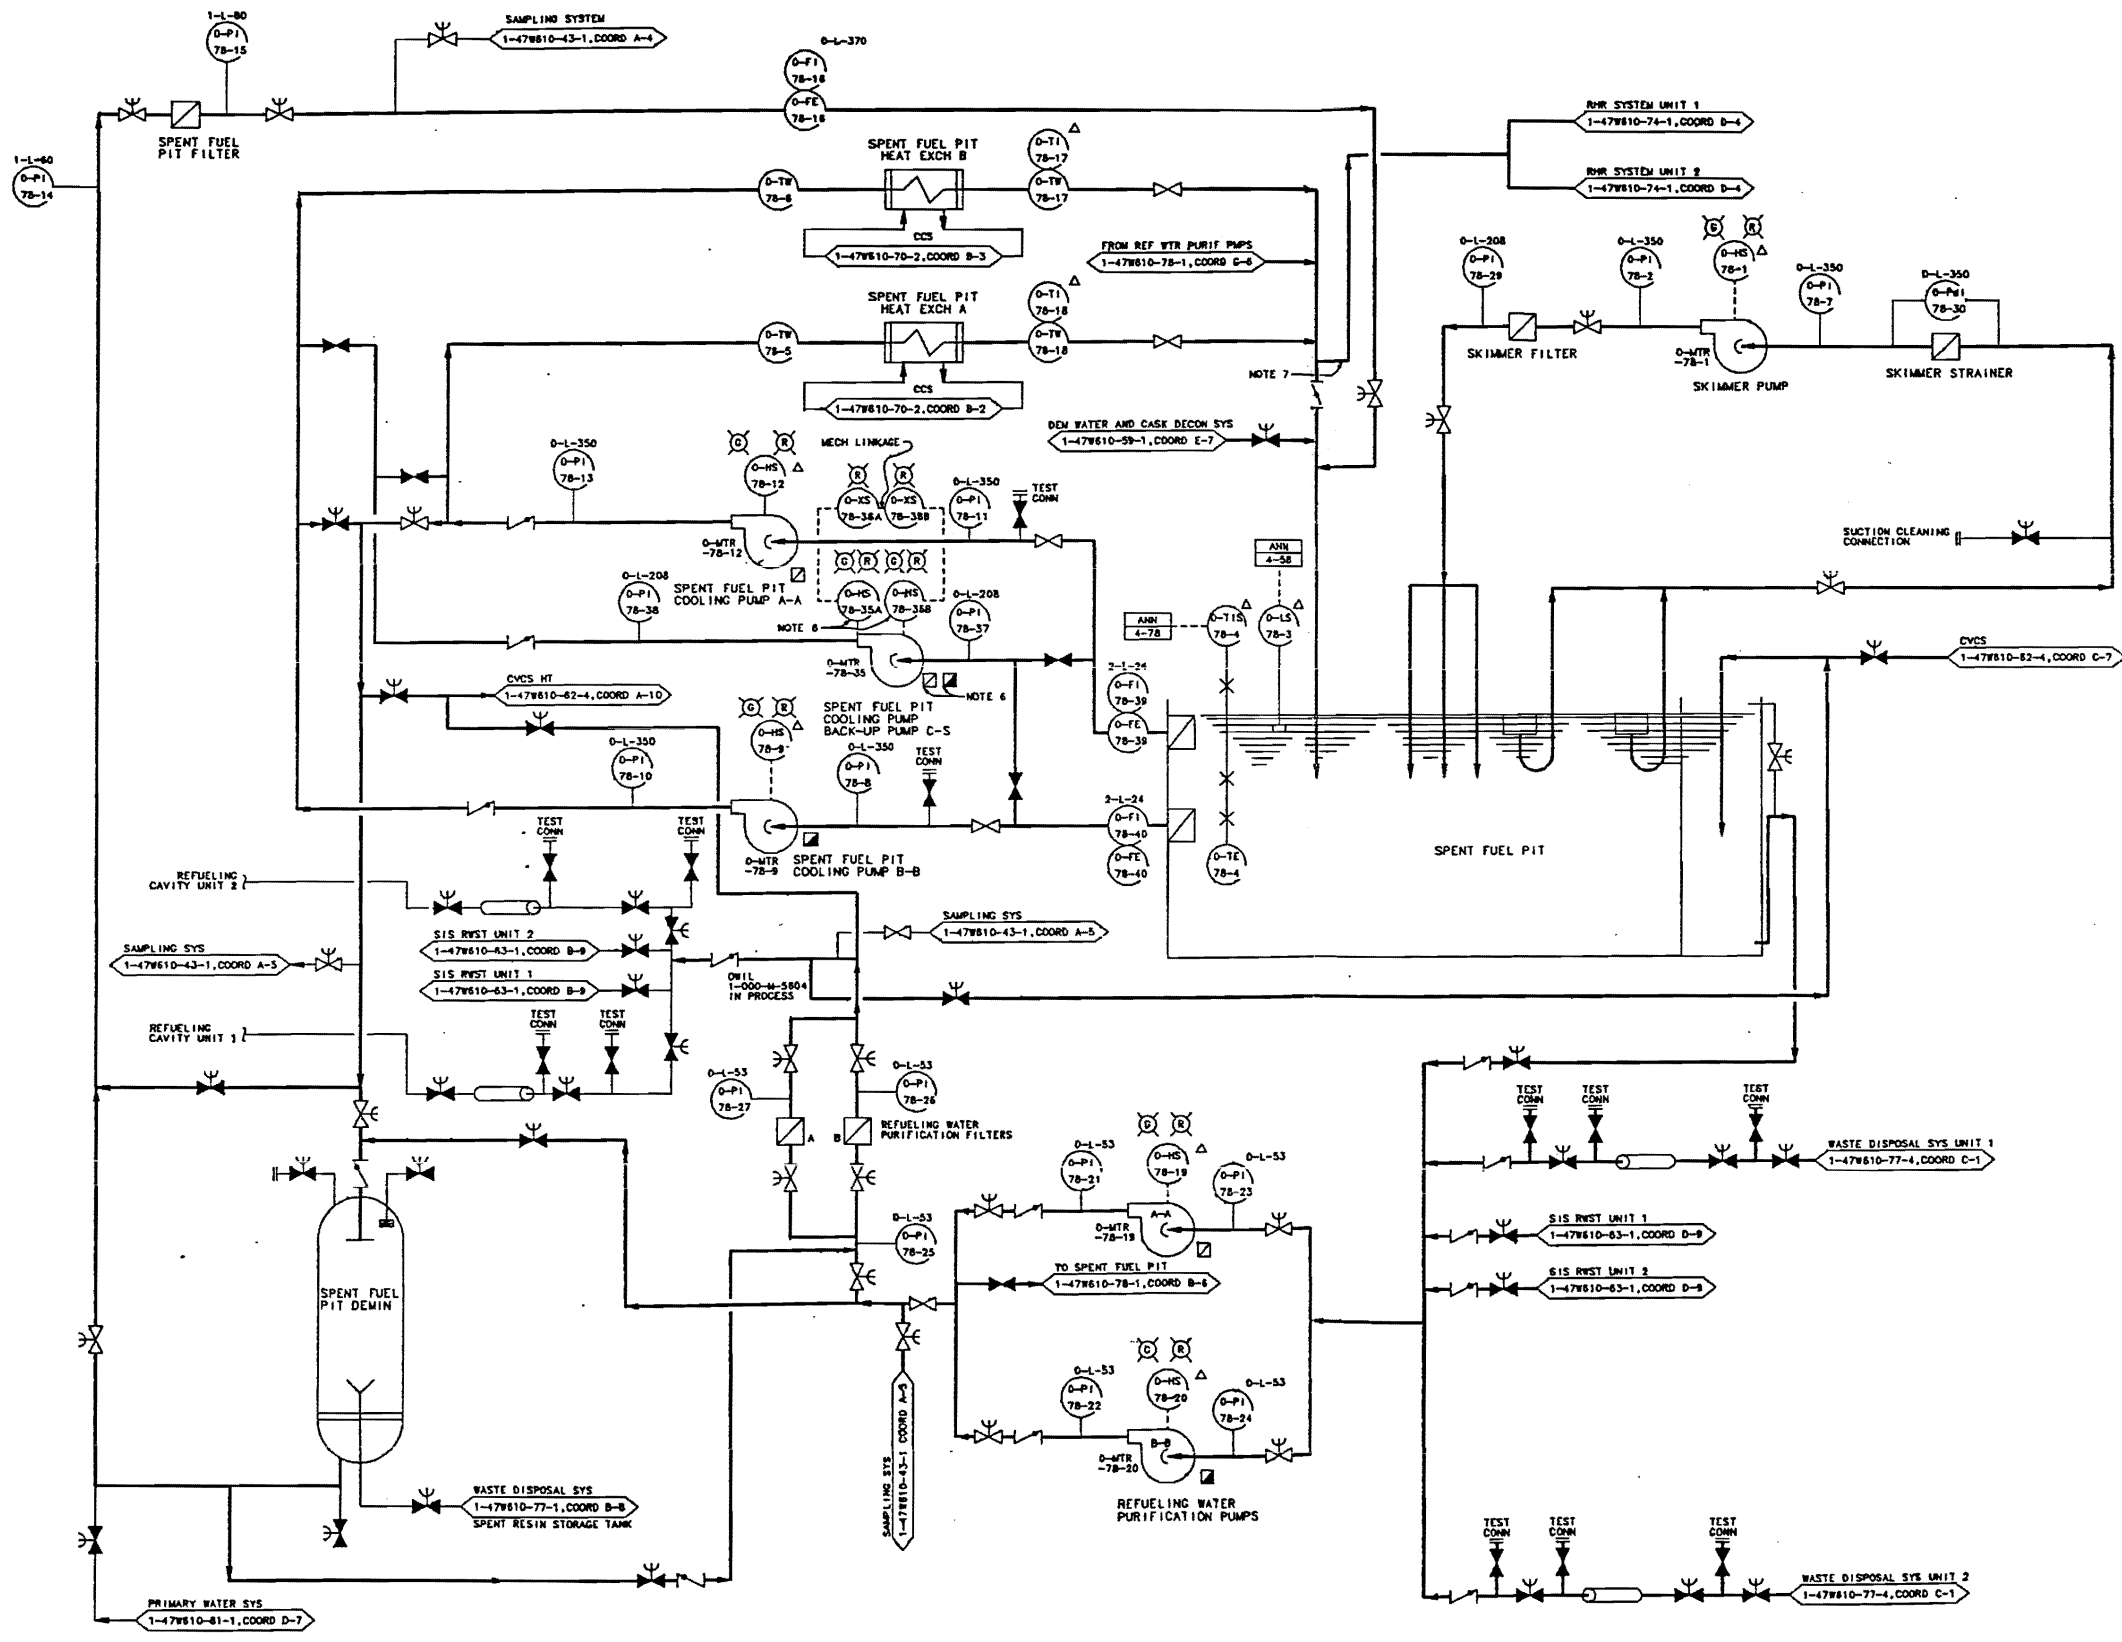 1-L-60
0-PI
78-15
SAMPLING SYSTEM
1-47W610-43-1,COORD A-4
0-L-370
0-FI
78-16
0-FE
78-16
SPENT FUEL
PIT FILTER
1-L-60
0-PI
78-14
SPENT FUEL PIT
HEAT EXCH B
0-TI
78-17
0-TW
78-6
0-TW
78-17
CCS
1-47W610-70-2,COORD B-3
RHR SYSTEM UNIT 1
1-47W610-74-1,COORD D-4
RHR SYSTEM UNIT 2
1-47W610-74-1,COORD D-4
FROM REF WTR PURIF PMPS
1-47W610-78-1,COORD G-6
SPENT FUEL PIT
HEAT EXCH A
0-TI
78-18
0-TW
78-5
0-TW
78-18
CCS
1-47W610-70-2,COORD B-2
NOTE 7
0-L-208
0-PI
78-29
0-L-350
0-PI
78-2
G
R
0-HS
78-1
0-L-350
0-PI
78-7
0-L-350
0-PdI
78-30
SKIMMER FILTER
0-MTR
-78-1
SKIMMER PUMP
SKIMMER STRAINER
DEM WATER AND CASK DECON SYS
1-47W610-59-1,COORD E-7
0-L-350
0-PI
78-13
G
R
0-HS
78-12
MECH LINKAGE
R
R
0-XS
78-36A
0-XS
78-36B
0-L-350
0-PI
78-11
TEST
CONN
0-MTR
-78-12
G
R
G
R
SPENT FUEL PIT
COOLING PUMP A-A
0-HS
78-35A
0-HS
78-35B
0-L-208
0-PI
78-38
NOTE 6
0-L-208
0-PI
78-37
0-MTR
-78-35
NOTE 6
SPENT FUEL PIT
COOLING PUMP
BACK-UP PUMP C-S
ANN
4-58
ANN
4-78
0-TIS
78-4
0-LS
78-3
SUCTION CLEANING
CONNECTION
CVCS
1-47W610-62-4,COORD C-7
CVCS HT
1-47W610-62-4,COORD A-10
2-L-24
0-FI
78-39
0-FE
78-39
0-L-350
0-PI
78-10
G
R
0-HS
78-9
0-L-350
0-PI
78-8
TEST
CONN
0-MTR
-78-9
SPENT FUEL PIT
COOLING PUMP B-B
2-L-24
0-FI
78-40
0-FE
78-40
0-TE
78-4
SPENT FUEL PIT
TEST
CONN
TEST
CONN
REFUELING
CAVITY UNIT 2
SIS RWST UNIT 2
1-47W610-63-1,COORD B-9
SIS RWST UNIT 1
1-47W610-63-1,COORD B-9
SAMPLING SYS
1-47W610-43-1,COORD A-5
SAMPLING SYS
1-47W610-43-1,COORD A-5
OWIL
1-000-M-5804
IN PROCESS
REFUELING
CAVITY UNIT 1
TEST
CONN
TEST
CONN
0-L-53
0-PI
78-27
0-L-53
0-PI
78-26
A
B
REFUELING WATER
PURIFICATION FILTERS
0-L-53
0-PI
78-25
0-L-53
0-PI
78-21
G
R
0-HS
78-19
0-L-53
0-PI
78-23
A-A
0-MTR
-78-19
TO SPENT FUEL PIT
1-47W610-78-1,COORD B-6
TEST
CONN
TEST
CONN
TEST
CONN
WASTE DISPOSAL SYS UNIT 1
1-47W610-77-4,COORD C-1
SIS RWST UNIT 1
1-47W610-63-1,COORD D-9
SIS RWST UNIT 2
1-47W610-63-1,COORD D-9
SPENT FUEL
PIT DEMIN
0-L-53
0-PI
78-22
G
R
0-HS
78-20
0-L-53
0-PI
78-24
B-B
0-MTR
-78-20
REFUELING WATER
PURIFICATION PUMPS
SAMPLING SYS
1-47W610-43-1 COORD A-5
WASTE DISPOSAL SYS
1-47W610-77-1,COORD B-8
SPENT RESIN STORAGE TANK
PRIMARY WATER SYS
1-47W610-81-1,COORD D-7
TEST
CONN
TEST
CONN
TEST
CONN
WASTE DISPOSAL SYS UNIT 2
1-47W610-77-4,COORD C-1